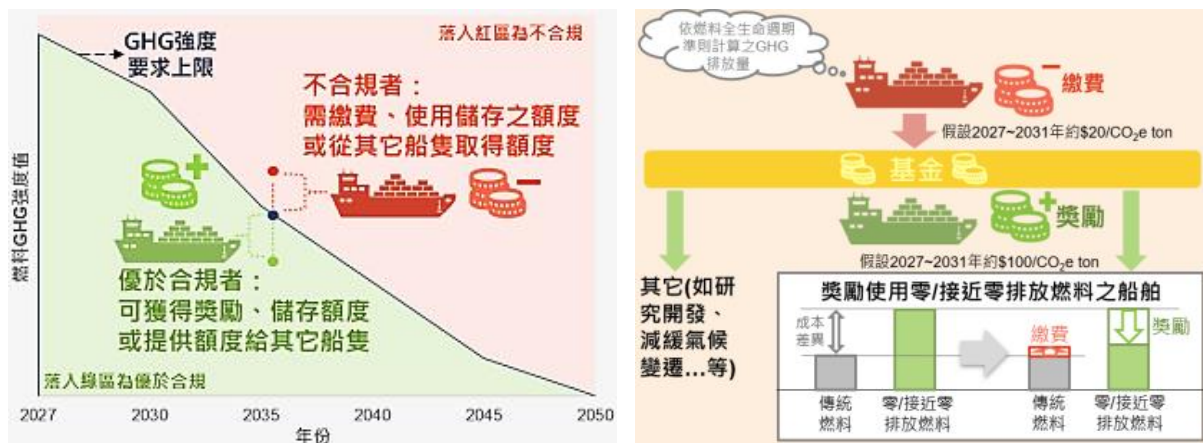 落入紅區為不合規
GHG強度
要求上限
不合規者：
需繳費、使用儲存之額度
或從其它船隻取得額度
燃料GHG強度值
優於合規者：
可獲得獎勵、儲存額度
或提供額度給其它船隻
落入綠區為優於合規
2027
2030
2035
2040
2045
2050
年份
依燃料全生命週期
準則計算之GHG
排放量
繳費
假設2027~2031年約$20/CO₂e ton
基金
獎勵
假設2027~2031年約$100/CO₂e ton
其它(如研
究開發、
減緩氣候
變遷...等)
獎勵使用零/接近零排放燃料之船舶
成本
差異
繳費
獎勵
傳統
燃料
零/接近零
排放燃料
傳統
燃料
零/接近零
排放燃料